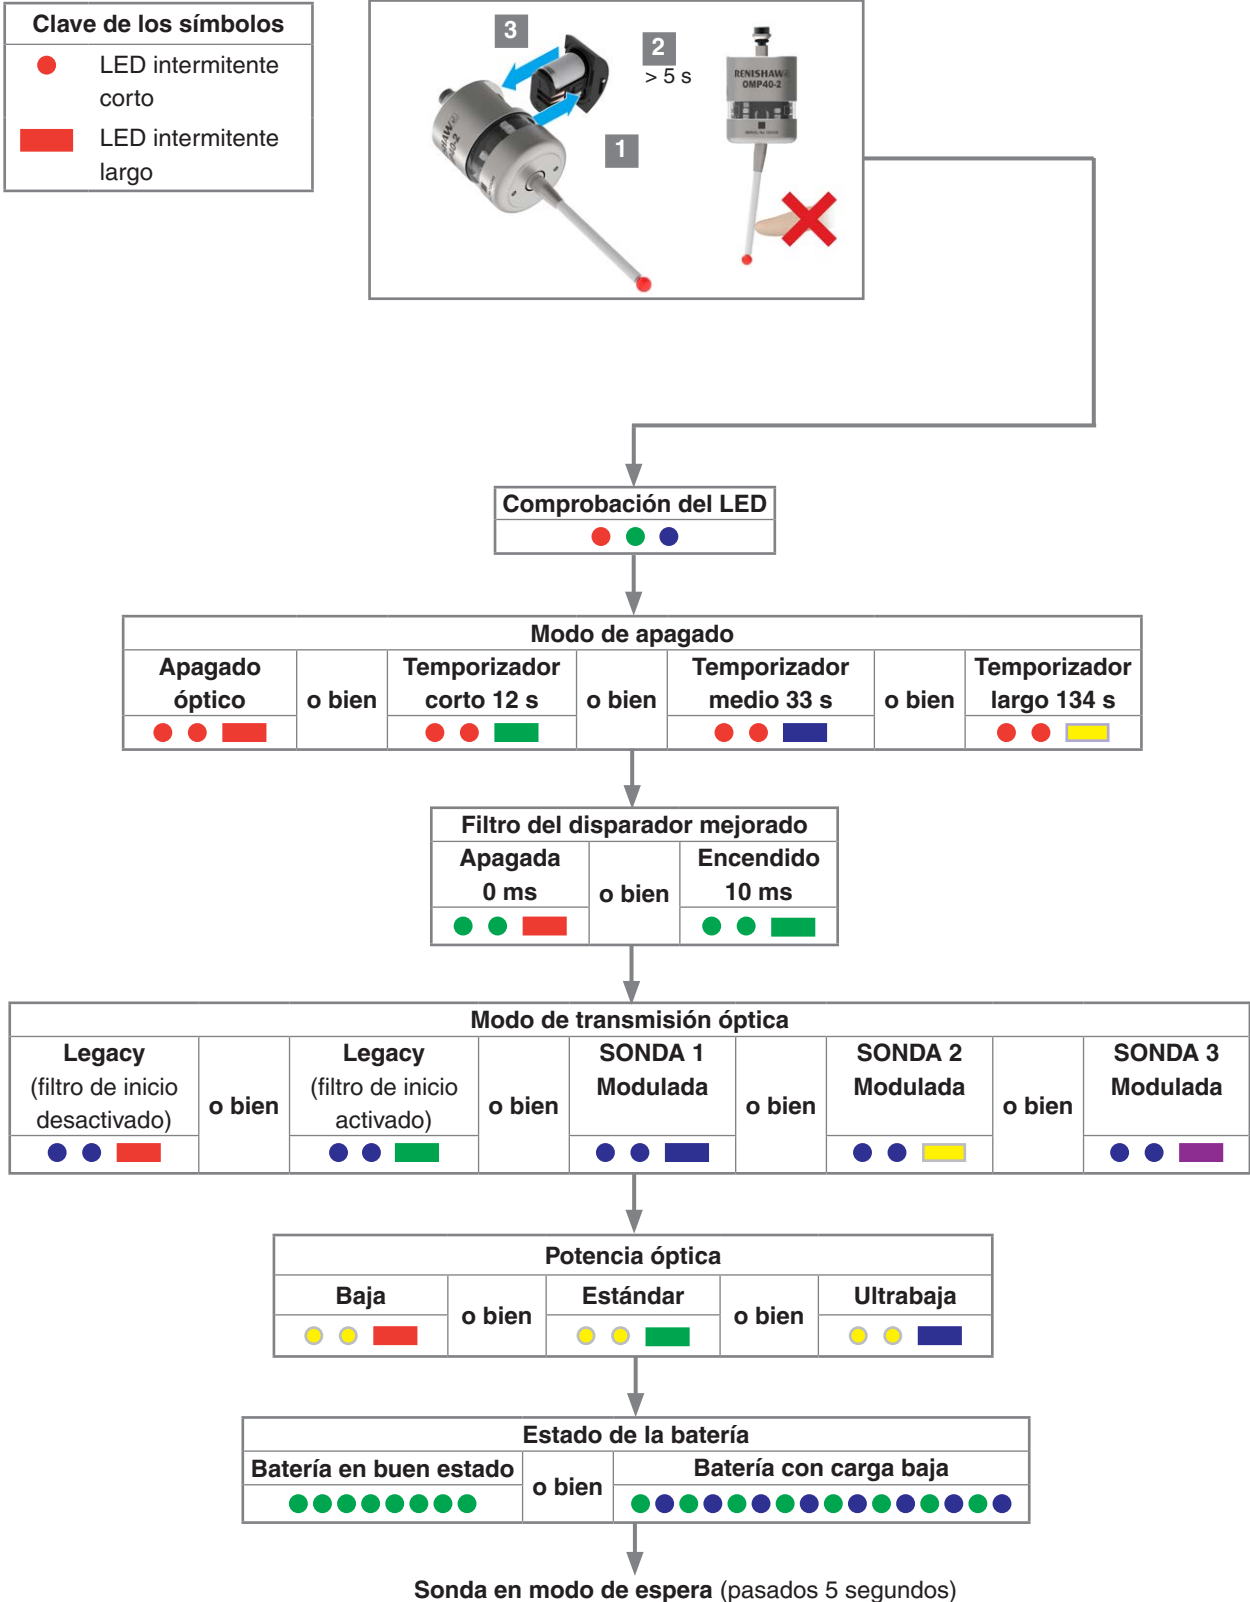 Clave de los símbolos
LED intermitente
corto
LED intermitente
largo
3
2
> 5 s
1
RENISHAW
OMP40-2
Comprobación del LED
Modo de apagado
Apagado
óptico
o bien
Temporizador
corto 12 s
o bien
Temporizador
medio 33 s
o bien
Temporizador
largo 134 s
Filtro del disparador mejorado
Apagada
0 ms
o bien
Encendido
10 ms
Modo de transmisión óptica
Legacy
(filtro de inicio
desactivado)
o bien
Legacy
(filtro de inicio
activado)
o bien
SONDA 1
Modulada
o bien
SONDA 2
Modulada
o bien
SONDA 3
Modulada
Potencia óptica
Baja
o bien
Estándar
o bien
Ultrabaja
Estado de la batería
Batería en buen estado
o bien
Batería con carga baja
Sonda en modo de espera (pasados 5 segundos)